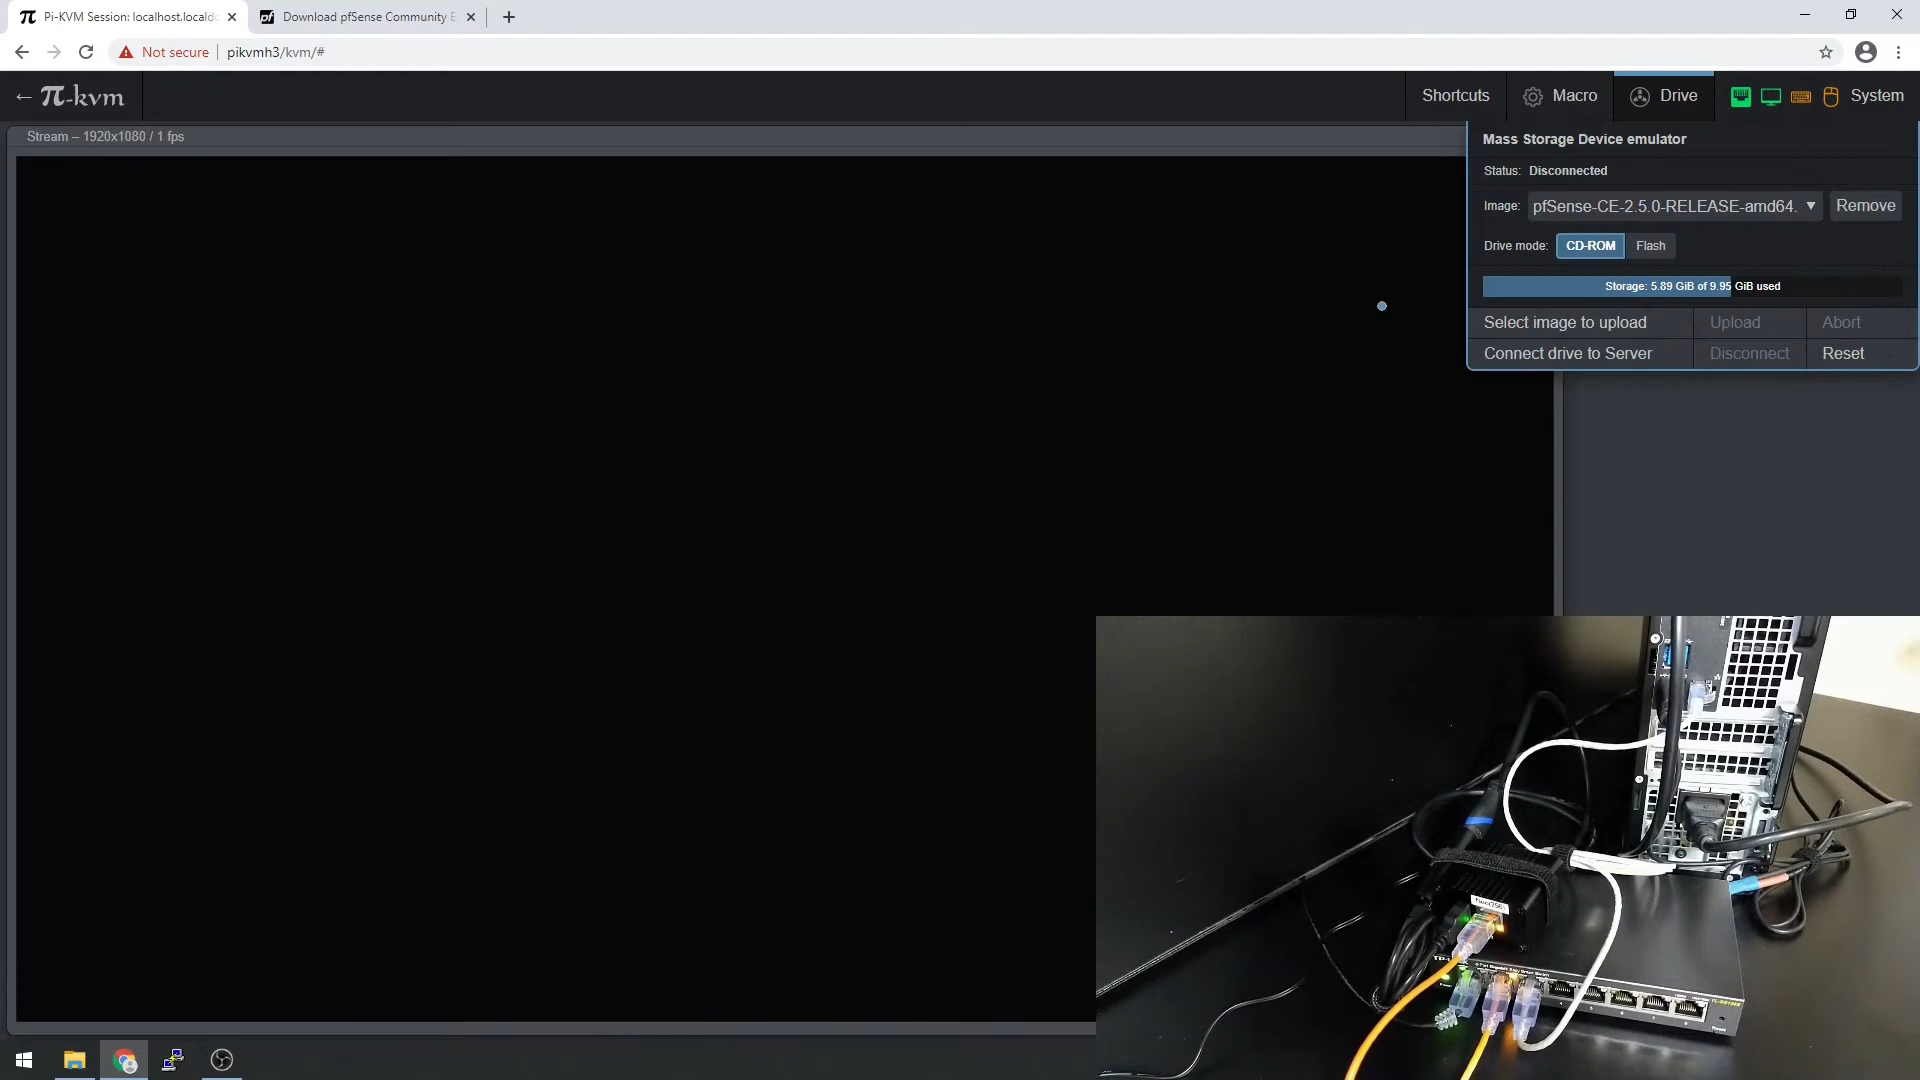 Pi-KVM Session: localhost.localdo
Download pfSense Community E
Not secure
pikvmh3/kvm/#
← π-kvm
Shortcuts
Macro
Drive
System
Stream – 1920x1080 / 1 fps
Mass Storage Device emulator
Status: Disconnected
Image: pfSense-CE-2.5.0-RELEASE-amd64. ▼ Remove
Drive mode: CD-ROM Flash
Storage: 5.89 GiB of 9.95 GiB used
Select image to upload Upload Abort
Connect drive to Server Disconnect Reset